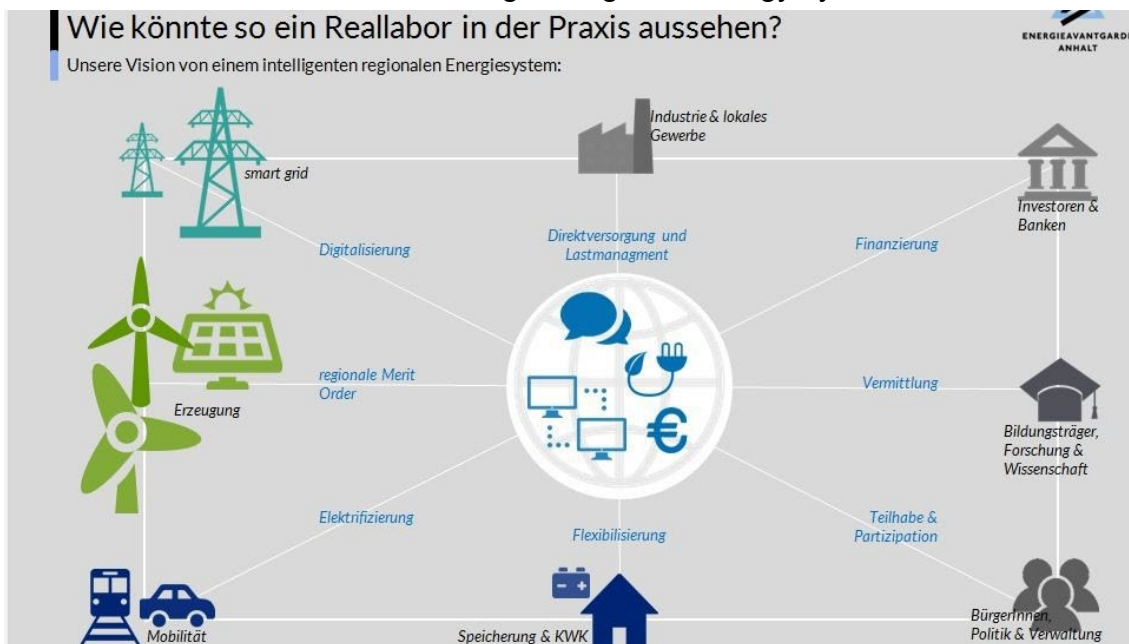 Wie könnte so ein Reallabor in der Praxis aussehen?
ENERGIEAVANTGARDE
ANHALT
Unsere Vision von einem intelligenten regionalen Energiesystem:
smart grid
Industrie & lokales
Gewerbe
Investoren &
Banken
Digitalisierung
Direktversorgung und
Lastmanagment
Finanzierung
Erzeugung
regionale Merit
Order
€
Vermittlung
Bildungsträger,
Forschung &
Wissenschaft
Elektrifizierung
Flexibilisierung
Teilhabe &
Partizipation
Mobilität
Speicherung & KWK
BürgerInnen,
Politik & Verwaltung